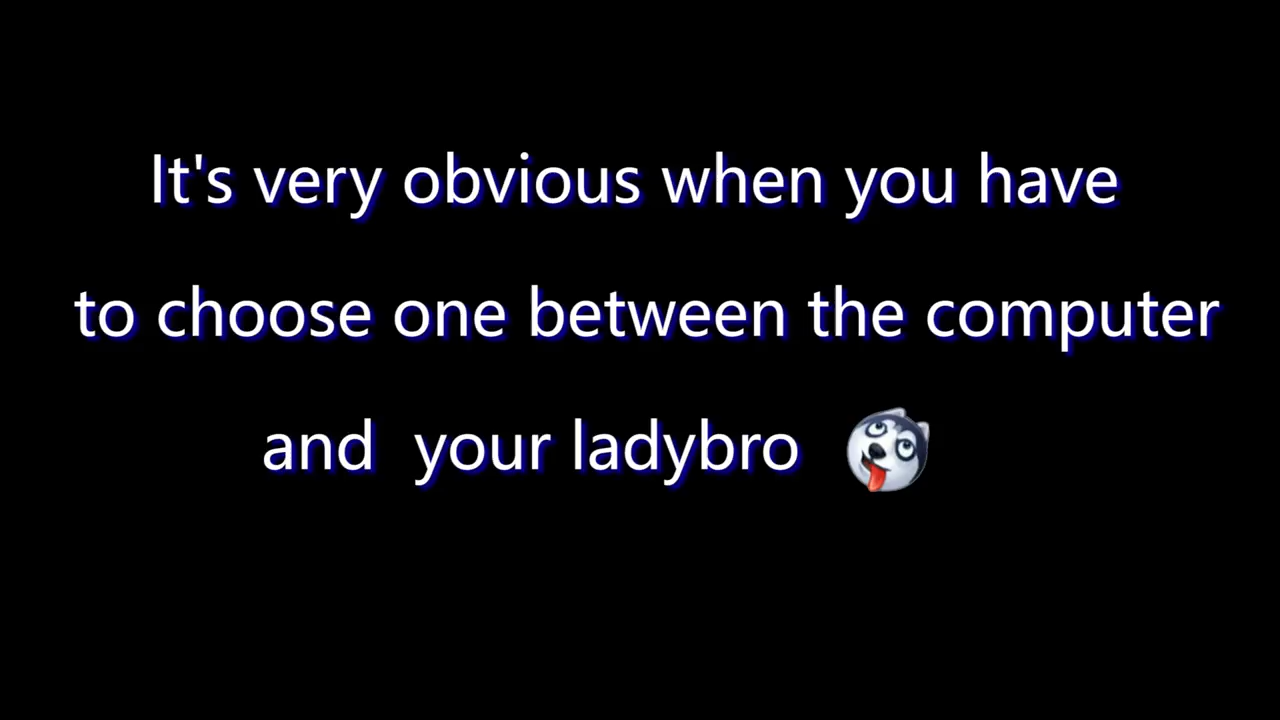 It's very obvious when you have
to choose one between the computer
and your ladybro